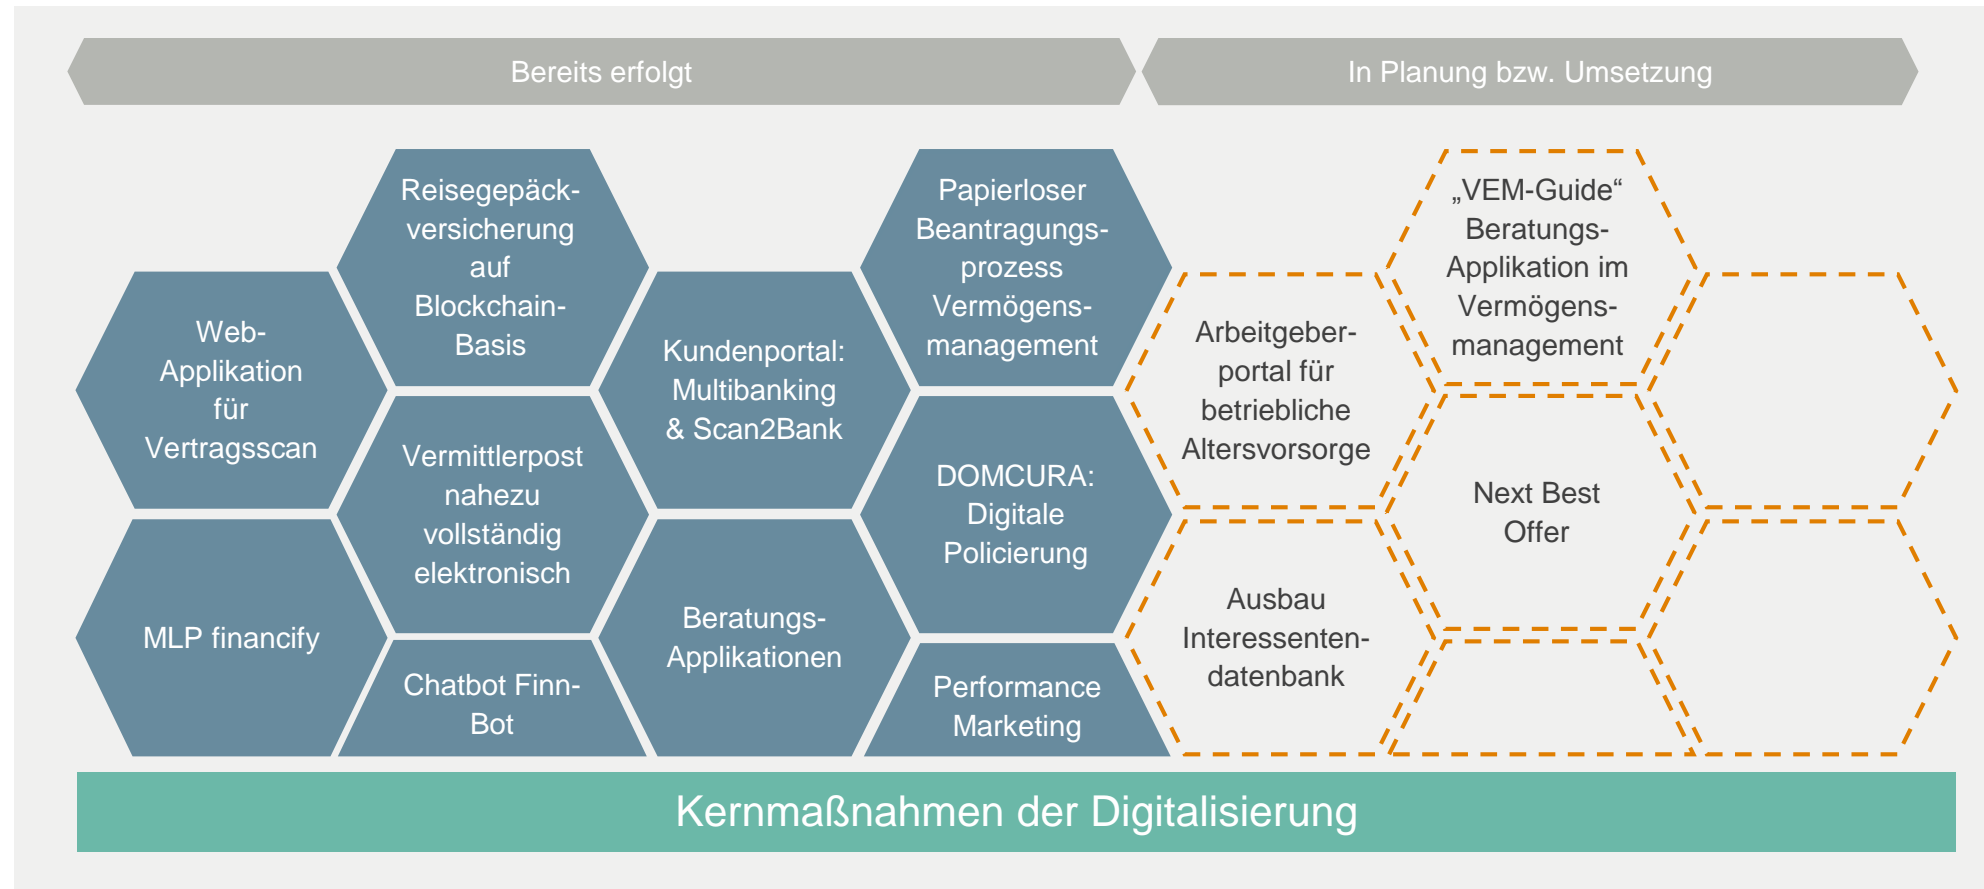 Bereits erfolgt
In Planung bzw. Umsetzung
Web-
Applikation
für
Vertragsscan
MLP financify
Reisegepäck-
versicherung
auf
Blockchain-
Basis
Vermittlerpost
nahezu
vollständig
elektronisch
Chatbot Finn-
Bot
Kundenportal:
Multibanking
& Scan2Bank
Beratungs-
Applikationen
Papierloser
Beantragungs-
prozess
Vermögens-
management
DOMCURA:
Digitale
Policierung
Performance
Marketing
Arbeitgeber-
portal für
betriebliche
Altersvorsorge
Ausbau
Interessenten-
datenbank
„VEM-Guide“
Beratungs-
Applikation im
Vermögens-
management
Next Best
Offer
Kernmaßnahmen der Digitalisierung